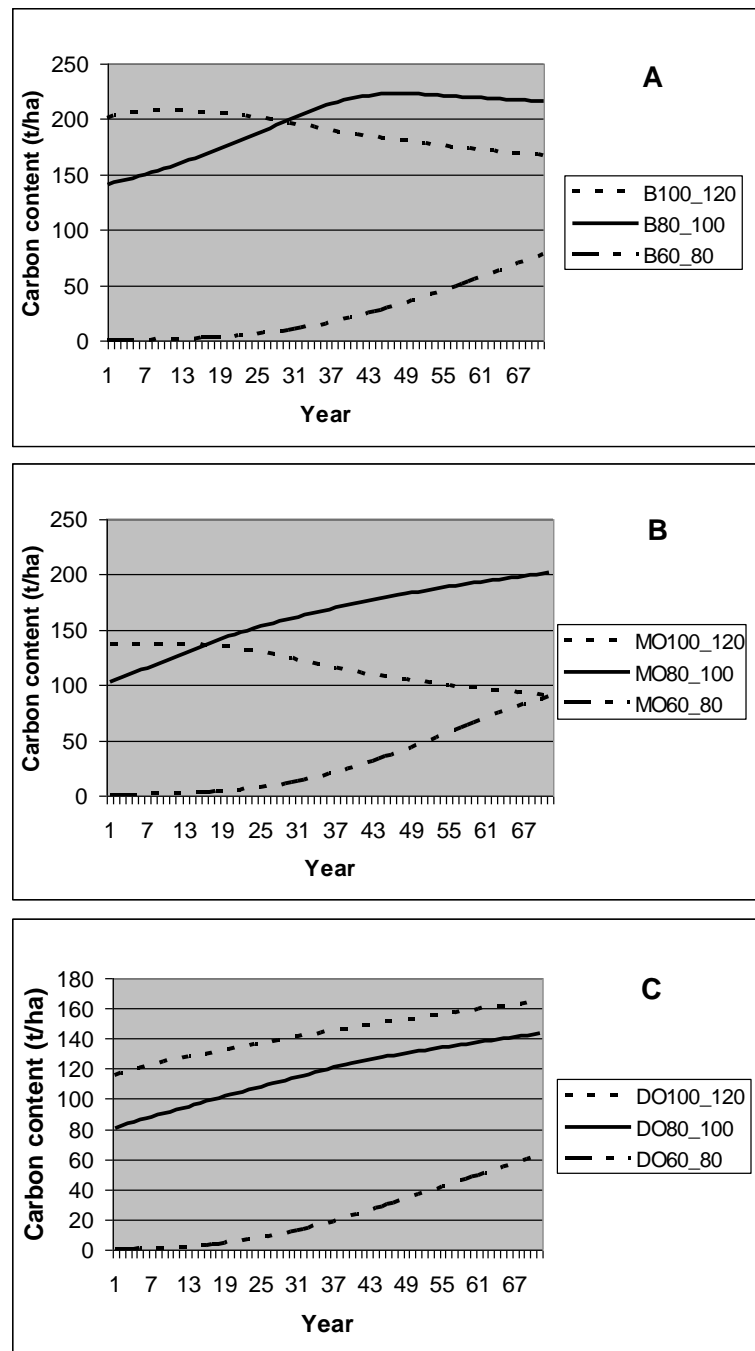 A
Carbon content (t/ha)
250
200
150
100
50
0
1 7 13 19 25 31 37 43 49 55 61 67
Year
B100_120
B80_100
B60_80
B
Carbon content (t/ha)
250
200
150
100
50
0
1 7 13 19 25 31 37 43 49 55 61 67
Year
MO100_120
MO80_100
MO60_80
C
Carbon content (t/ha)
180
160
140
120
100
80
60
40
20
0
1 7 13 19 25 31 37 43 49 55 61 67
Year
DO100_120
DO80_100
DO60_80